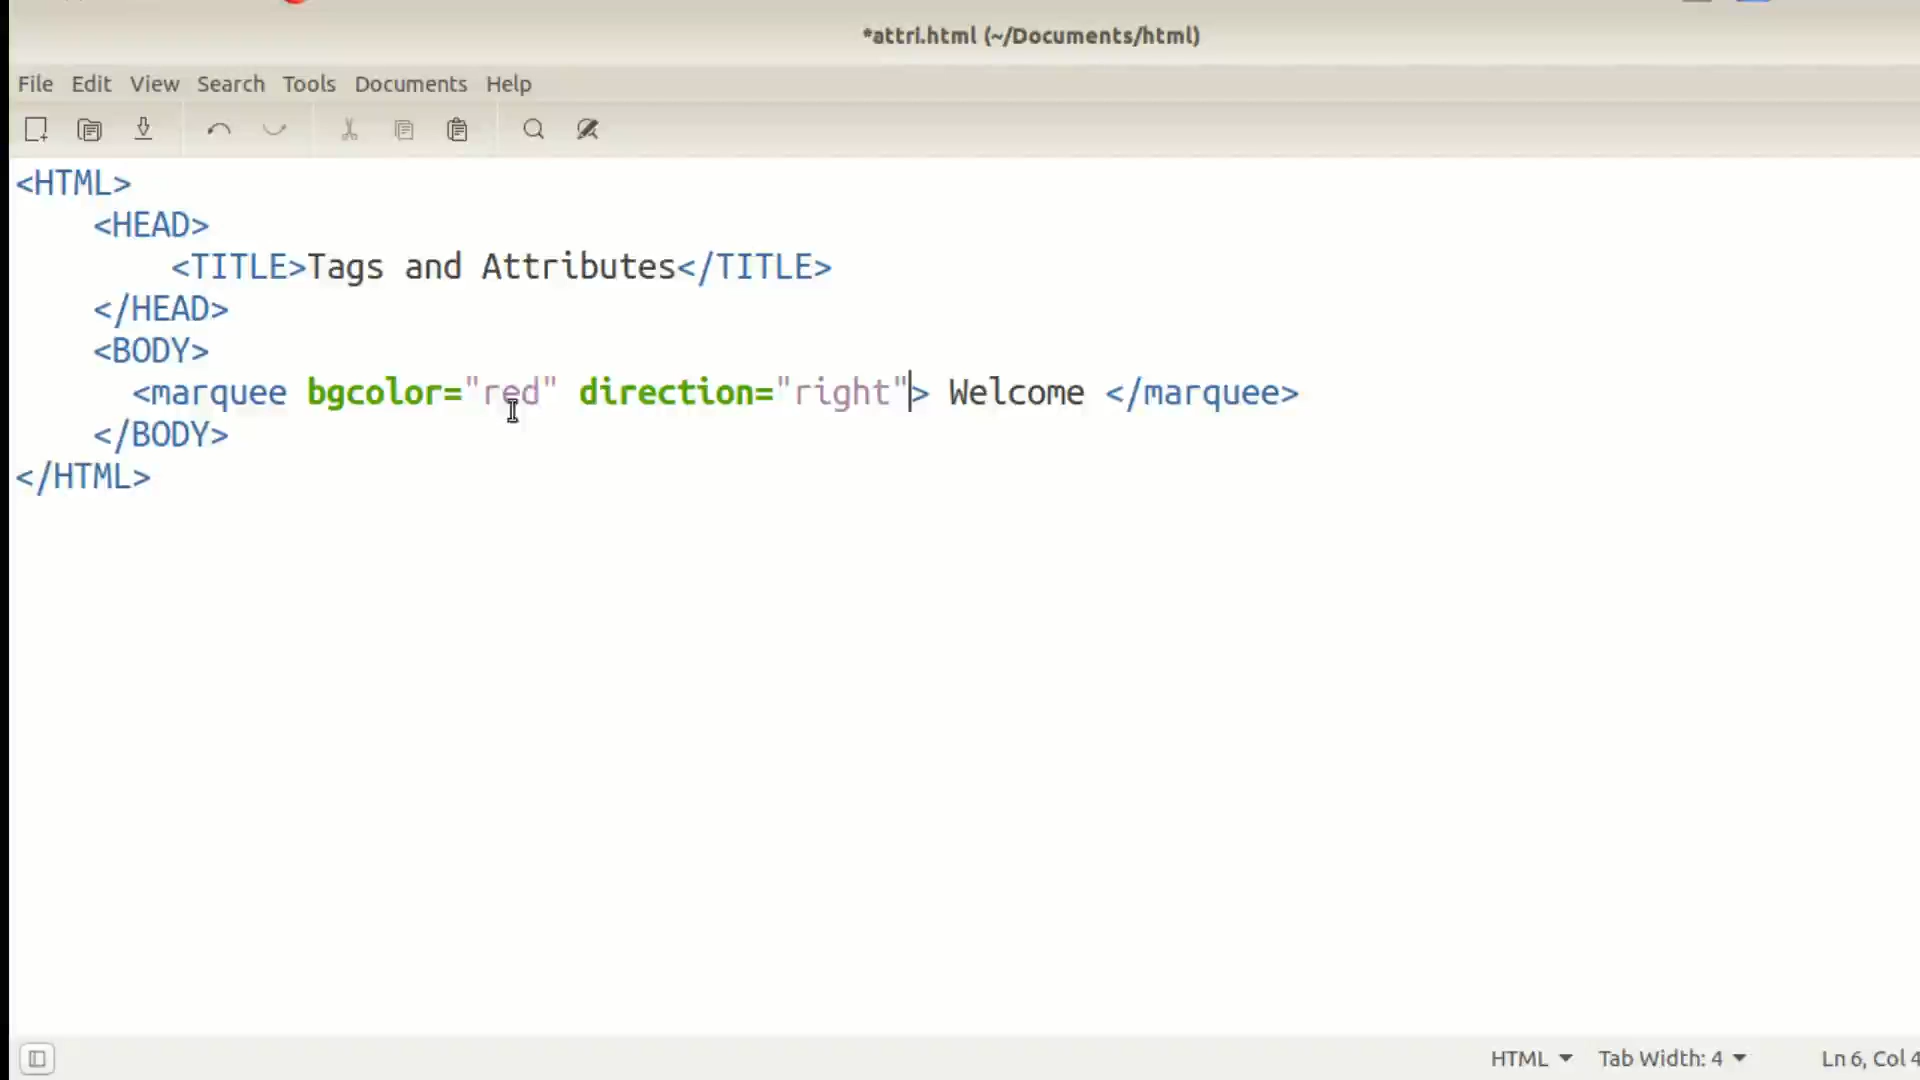 *attri.html (~/Documents/html)
File Edit View Search Tools Documents Help
<HTML>
<HEAD>
<TITLE>Tags and Attributes</TITLE>
</HEAD>
<BODY>
<marquee bgcolor="red" direction="right"> Welcome </marquee>
</BODY>
</HTML>
HTML Tab Width: 4 Ln 6, Col 4